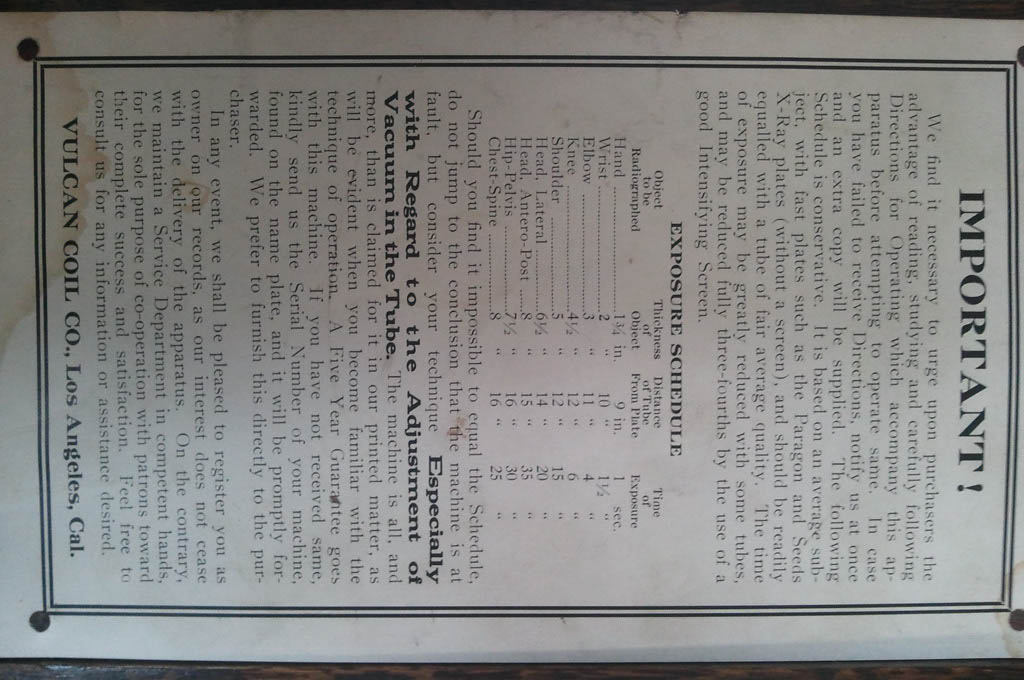 IMPORTANT!
We find it necessary to urge upon purchasers the
advantage of reading, studying and carefully following
Directions for Operating which accompany this ap-
paratus before attempting to operate same. In case
you have failed to receive Directions, notify us at once
and an extra copy will be supplied. The following
Schedule is conservative. It is based on an average sub-
ject, with fast plates such as the Paragon and Seeds
X-Ray plates (without a screen), and should be readily
equaled with a tube of fair average quality. The time
of exposure may be greatly reduced with some tubes,
and may be reduced fully three-fourths by the use of a
good Intensifying Screen.
EXPOSURE SCHEDULE
Object Thickness Distance Time
to be of of Tube of
Radiographed Object From Plate Exposure
Hand ........ 1¾ in. 9 in. 1 sec.
Wrist ........ 2 " 10 " 1½ "
Elbow ........ 3 " 11 " 4 "
Knee ........ 4½ " 12 " 6 "
Shoulder ........ 5 " 12 " 15 "
Head, Lateral ........ 6½ " 14 " 20 "
Head, Antero-Post ........ 8 " 15 " 35 "
Hip-Pelvis ........ 7½ " 16 " 30 "
Chest-Spine ........ 8 " 16 " 25 "
Should you find it impossible to equal the Schedule,
do not jump to the conclusion that the machine is at
fault, but consider your technique Especially
with Regard to the Adjustment of
Vacuum in the Tube. The machine is all, and
more, than is claimed for it in our printed matter, as
will be evident when you become familiar with the
technique of operation. A Five Year Guarantee goes
with this machine. If you have not received same,
kindly send us the Serial Number of your machine,
found on the name plate, and it will be promptly for-
warded. We prefer to furnish this directly to the pur-
chaser.
In any event, we shall be pleased to register you as
owner on our records, as our interest does not cease
with the delivery of the apparatus. On the contrary,
we maintain a Service Department in competent hands,
for the sole purpose of co-operation with patrons toward
their complete success and satisfaction. Feel free to
consult us for any information or assistance desired.
VULCAN COIL CO., Los Angeles, Cal.